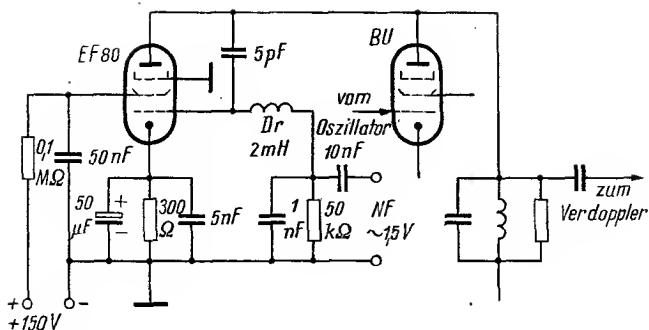 EF80
5pF
BÜ
vom
Oszillator
Dr
2mH
10nF
0,1
MΩ
50nF
50
μF
+
−
300
Ω
5nF
1
nF
50
kΩ
NF
~1,5V
zum
Verdoppler
+
−
+150V